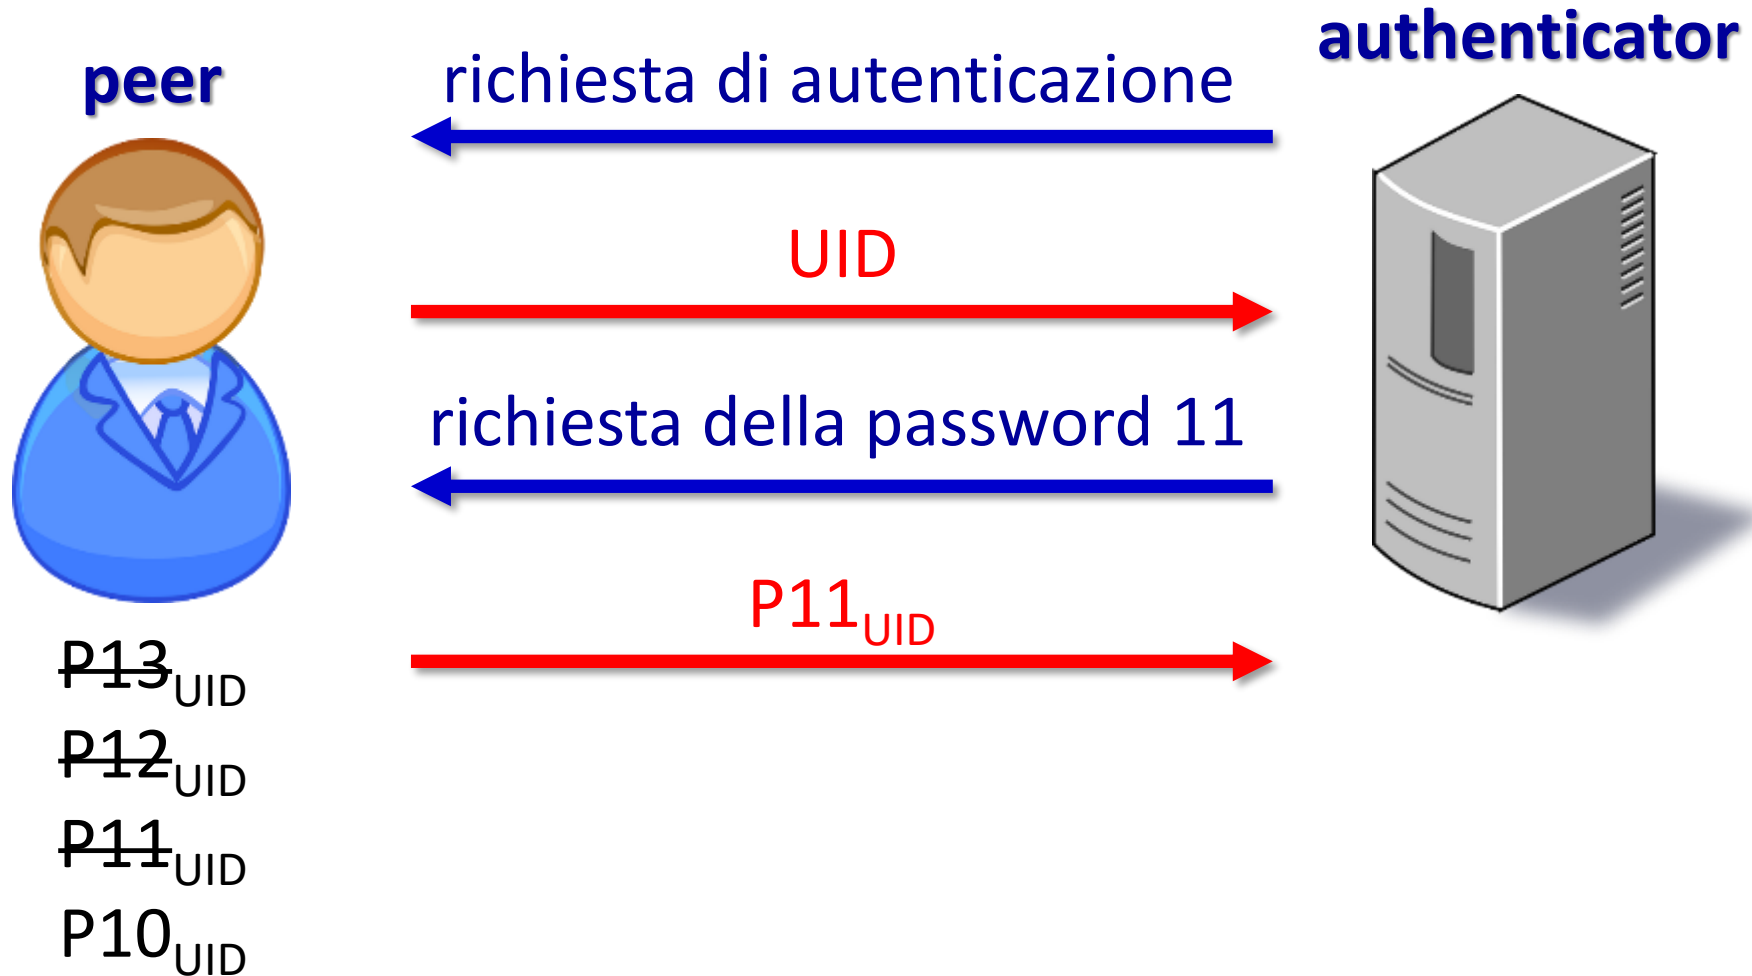 authenticator
peer
richiesta di autenticazione
UID
richiesta della password 11
P11UID
P13UID
P12UID
P11UID
P10UID